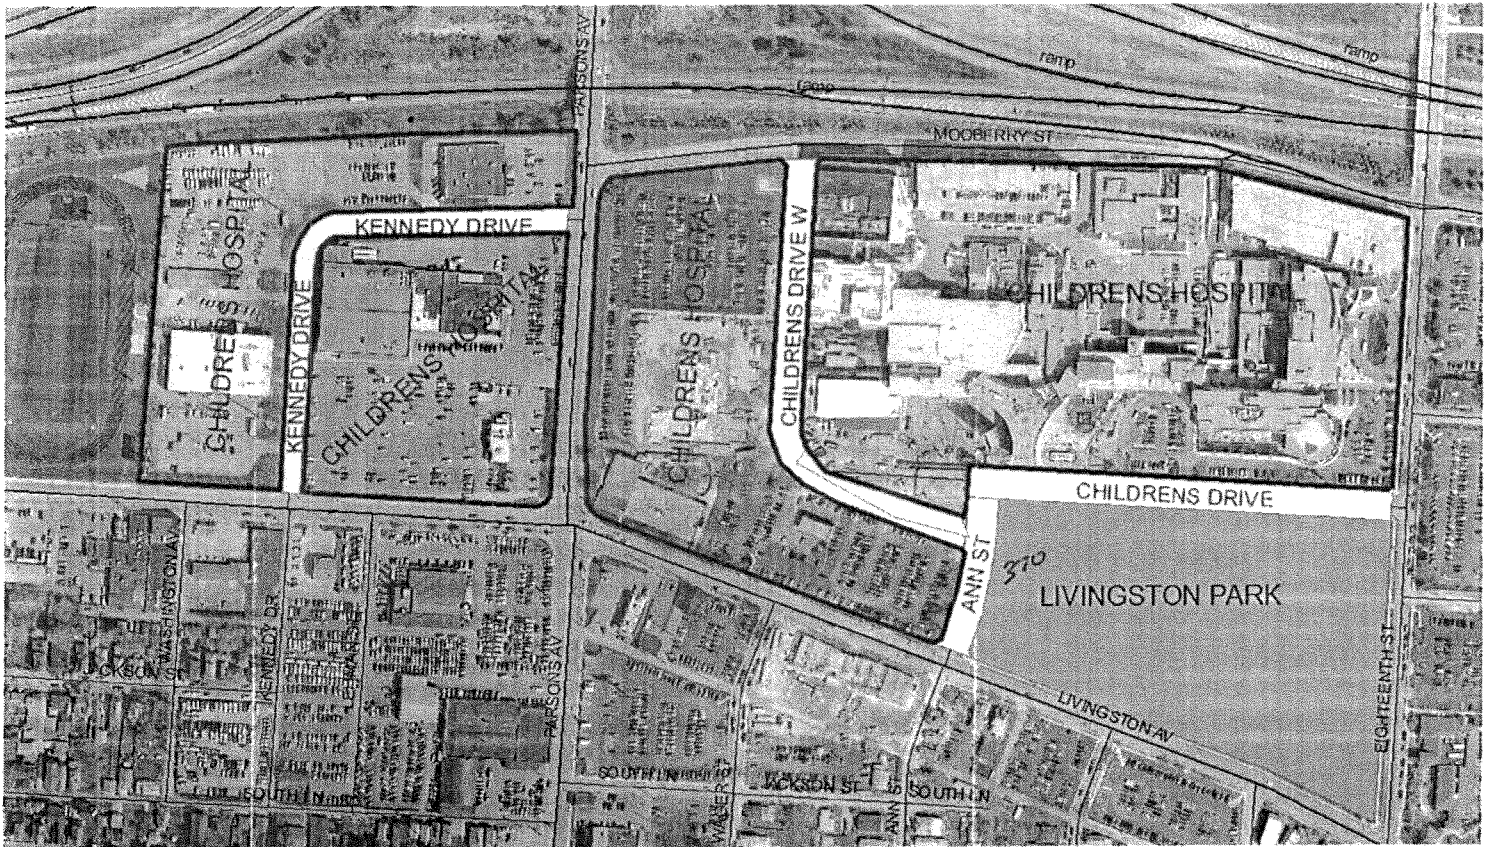 PARSONS AV
ramp
ramp
ramp
MOOBERRY ST
CHILDRENS HOSPITAL
KENNEDY DRIVE
KENNEDY DRIVE
CHILDRENS HOSPITAL
CHILDRENS HOSPITAL
CHILDRENS DRIVE W
CHILDRENS HOSPITAL
CHILDRENS DRIVE
ANN ST
370
LIVINGSTON PARK
WASHINGTON AV
KENNEDY DR
JACKSON ST
PARSONS AV
LIVINGSTON AV
EIGHTEENTH ST
SOUTH LN
SOUTH LN
JACKSON ST
ANN ST
SOUTH LN